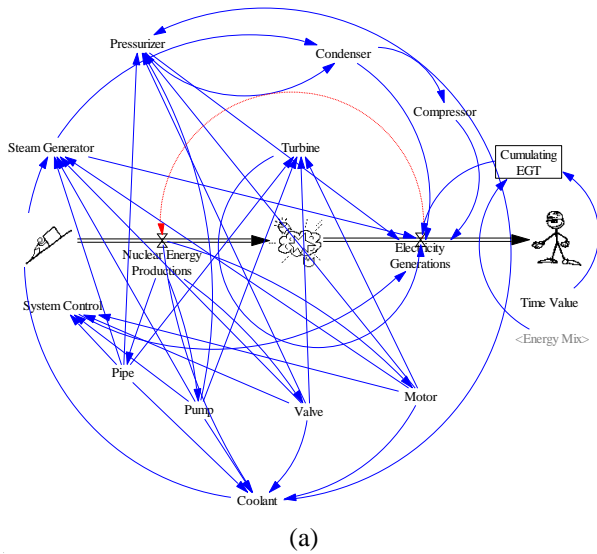 Pressurizer
Condenser
Compressor
Steam Generator
Turbine
Cumulating
EGT
Nuclear Energy
Productions
Electricity
Generations
System Control
Time Value
<Energy Mix>
Pipe
Pump
Valve
Motor
Coolant
(a)